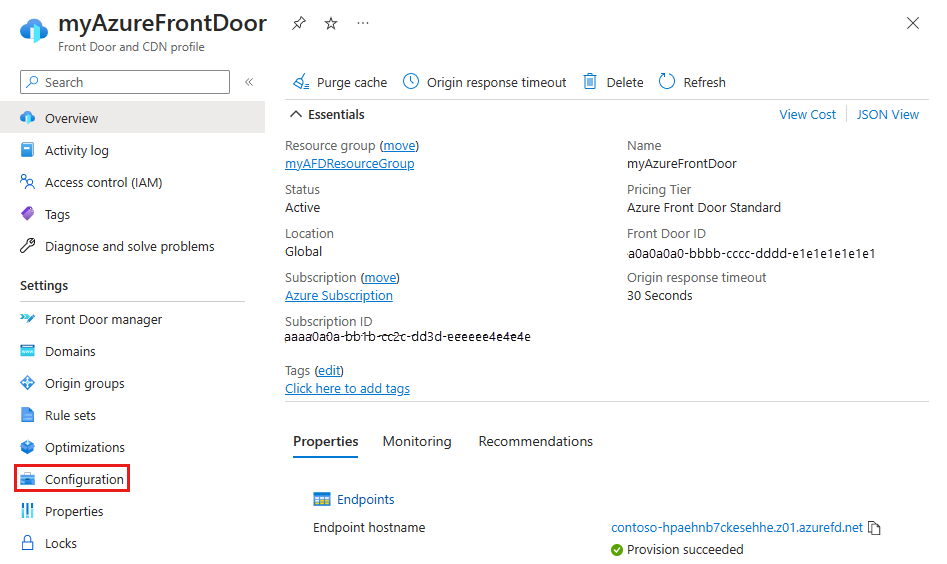 myAzureFrontDoor
Front Door and CDN profile
Search
Overview
Activity log
Access control (IAM)
Tags
Diagnose and solve problems
Settings
Front Door manager
Domains
Origin groups
Rule sets
Optimizations
Configuration
Properties
Locks
Purge cache
Origin response timeout
Delete
Refresh
Essentials
View Cost
JSON View
Resource group (move)
myAFDResourceGroup
Status
Active
Location
Global
Subscription (move)
Azure Subscription
Subscription ID
aaaa0a0a-bb1b-cc2c-dd3d-eeeeee4e4e4e
Tags (edit)
Click here to add tags
Name
myAzureFrontDoor
Pricing Tier
Azure Front Door Standard
Front Door ID
a0a0a0a0-bbbb-cccc-dddd-e1e1e1e1e1e1
Origin response timeout
30 Seconds
Properties
Monitoring
Recommendations
Endpoints
Endpoint hostname
contoso-hpaehnb7ckesehhe.z01.azurefd.net
Provision succeeded